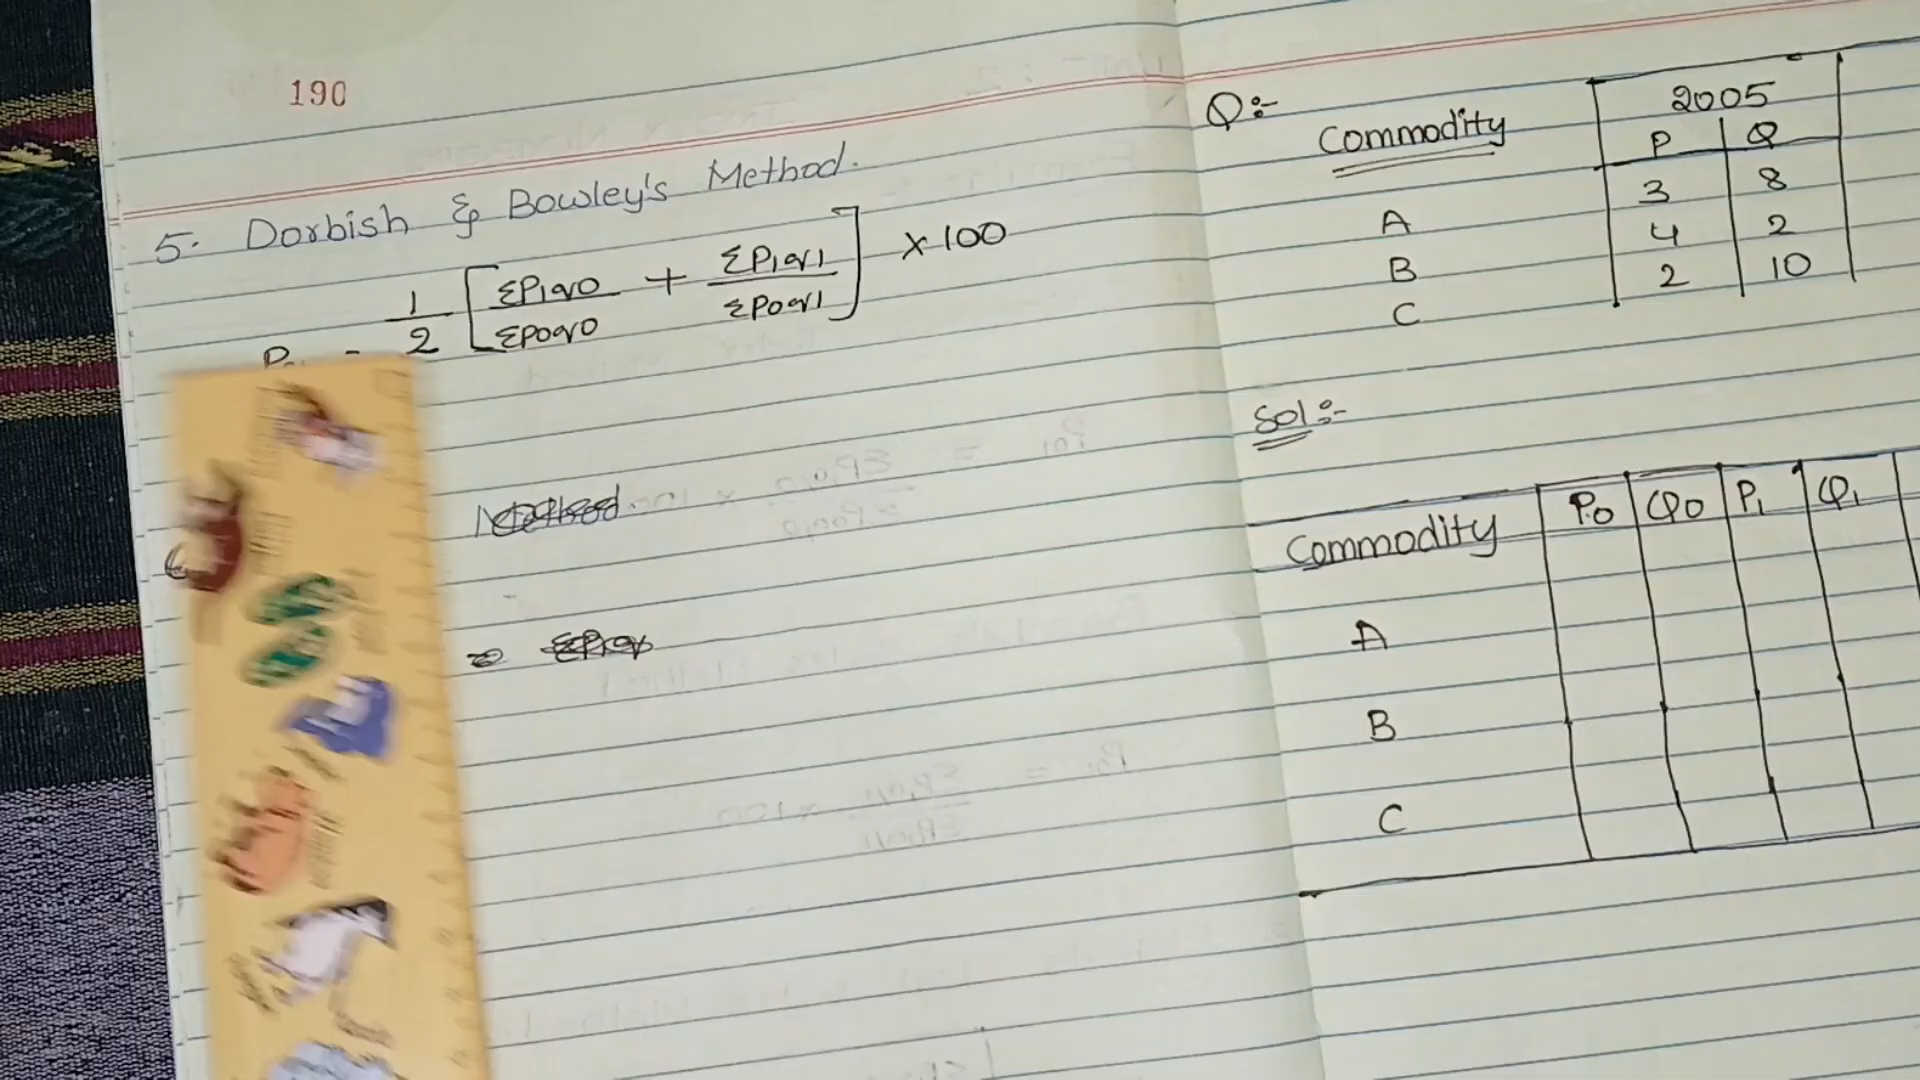 190
5. Dorbish & Bowley's Method.
P01 = 1/2 [ΣP1q0/ΣP0q0 + ΣP1q1/ΣP0q1] × 100
Q:-
Commodity 2005
P Q
A 3 8
B 4 2
C 2 10
Sol:-
Commodity P0 Q0 P1 Q1
A
B
C